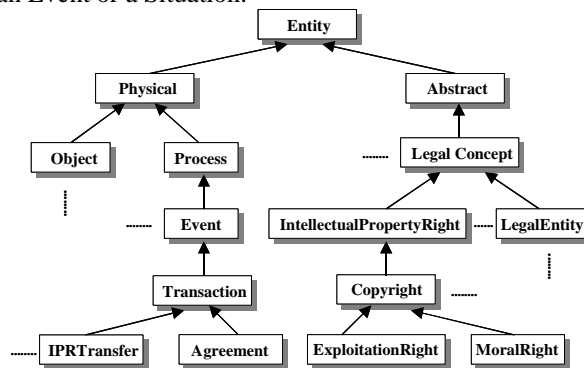 an Event or a Situation.
Entity
Physical
Abstract
Object
Process
Legal Concept
Event
IntellectualPropertyRight
LegalEntity
Transaction
Copyright
IPRTransfer
Agreement
ExploitationRight
MoralRight